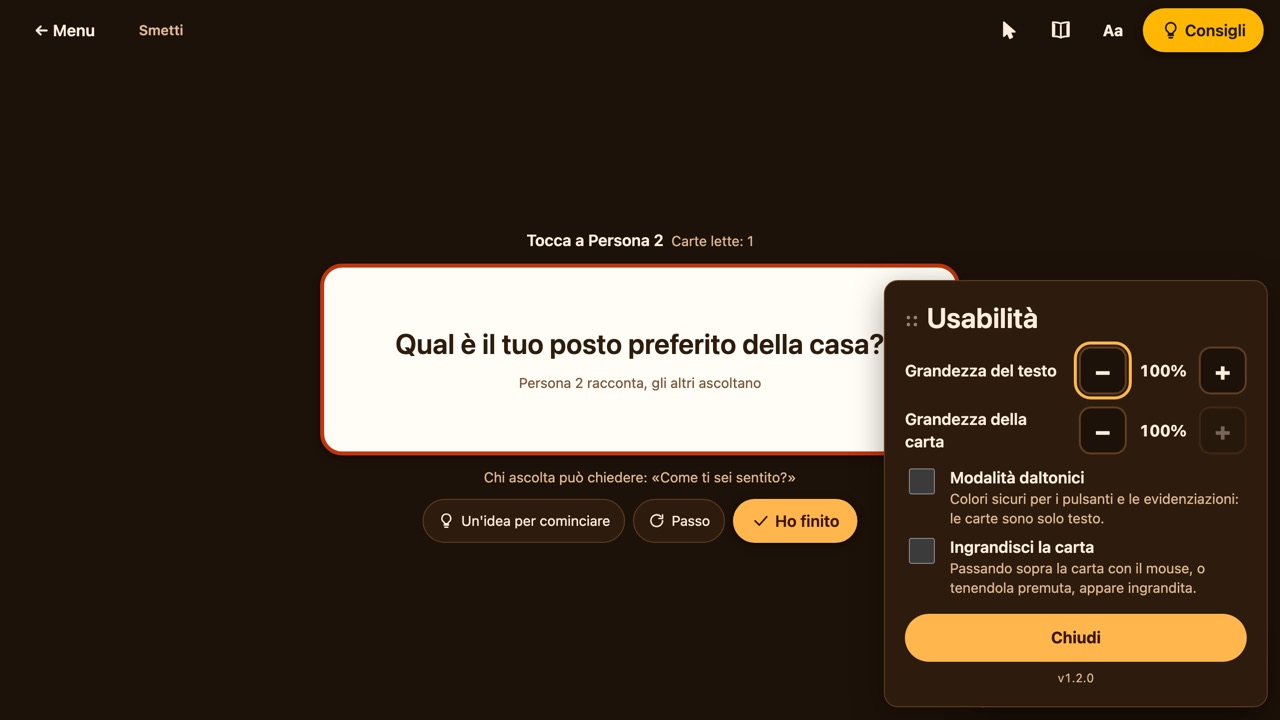 Menu
Smetti
Aa
Consigli
Tocca a Persona 2 Carte lette: 1
Qual è il tuo posto preferito della casa?
Persona 2 racconta, gli altri ascoltano
Chi ascolta può chiedere: «Come ti sei sentito?»
Un'idea per cominciare
Passo
Ho finito
Usabilità
Grandezza del testo
− 100% +
Grandezza della
carta
− 100% +
Modalità daltonici
Colori sicuri per i pulsanti e le evidenziazioni:
le carte sono solo testo.
Ingrandisci la carta
Passando sopra la carta con il mouse, o
tenendola premuta, appare ingrandita.
Chiudi
v1.2.0